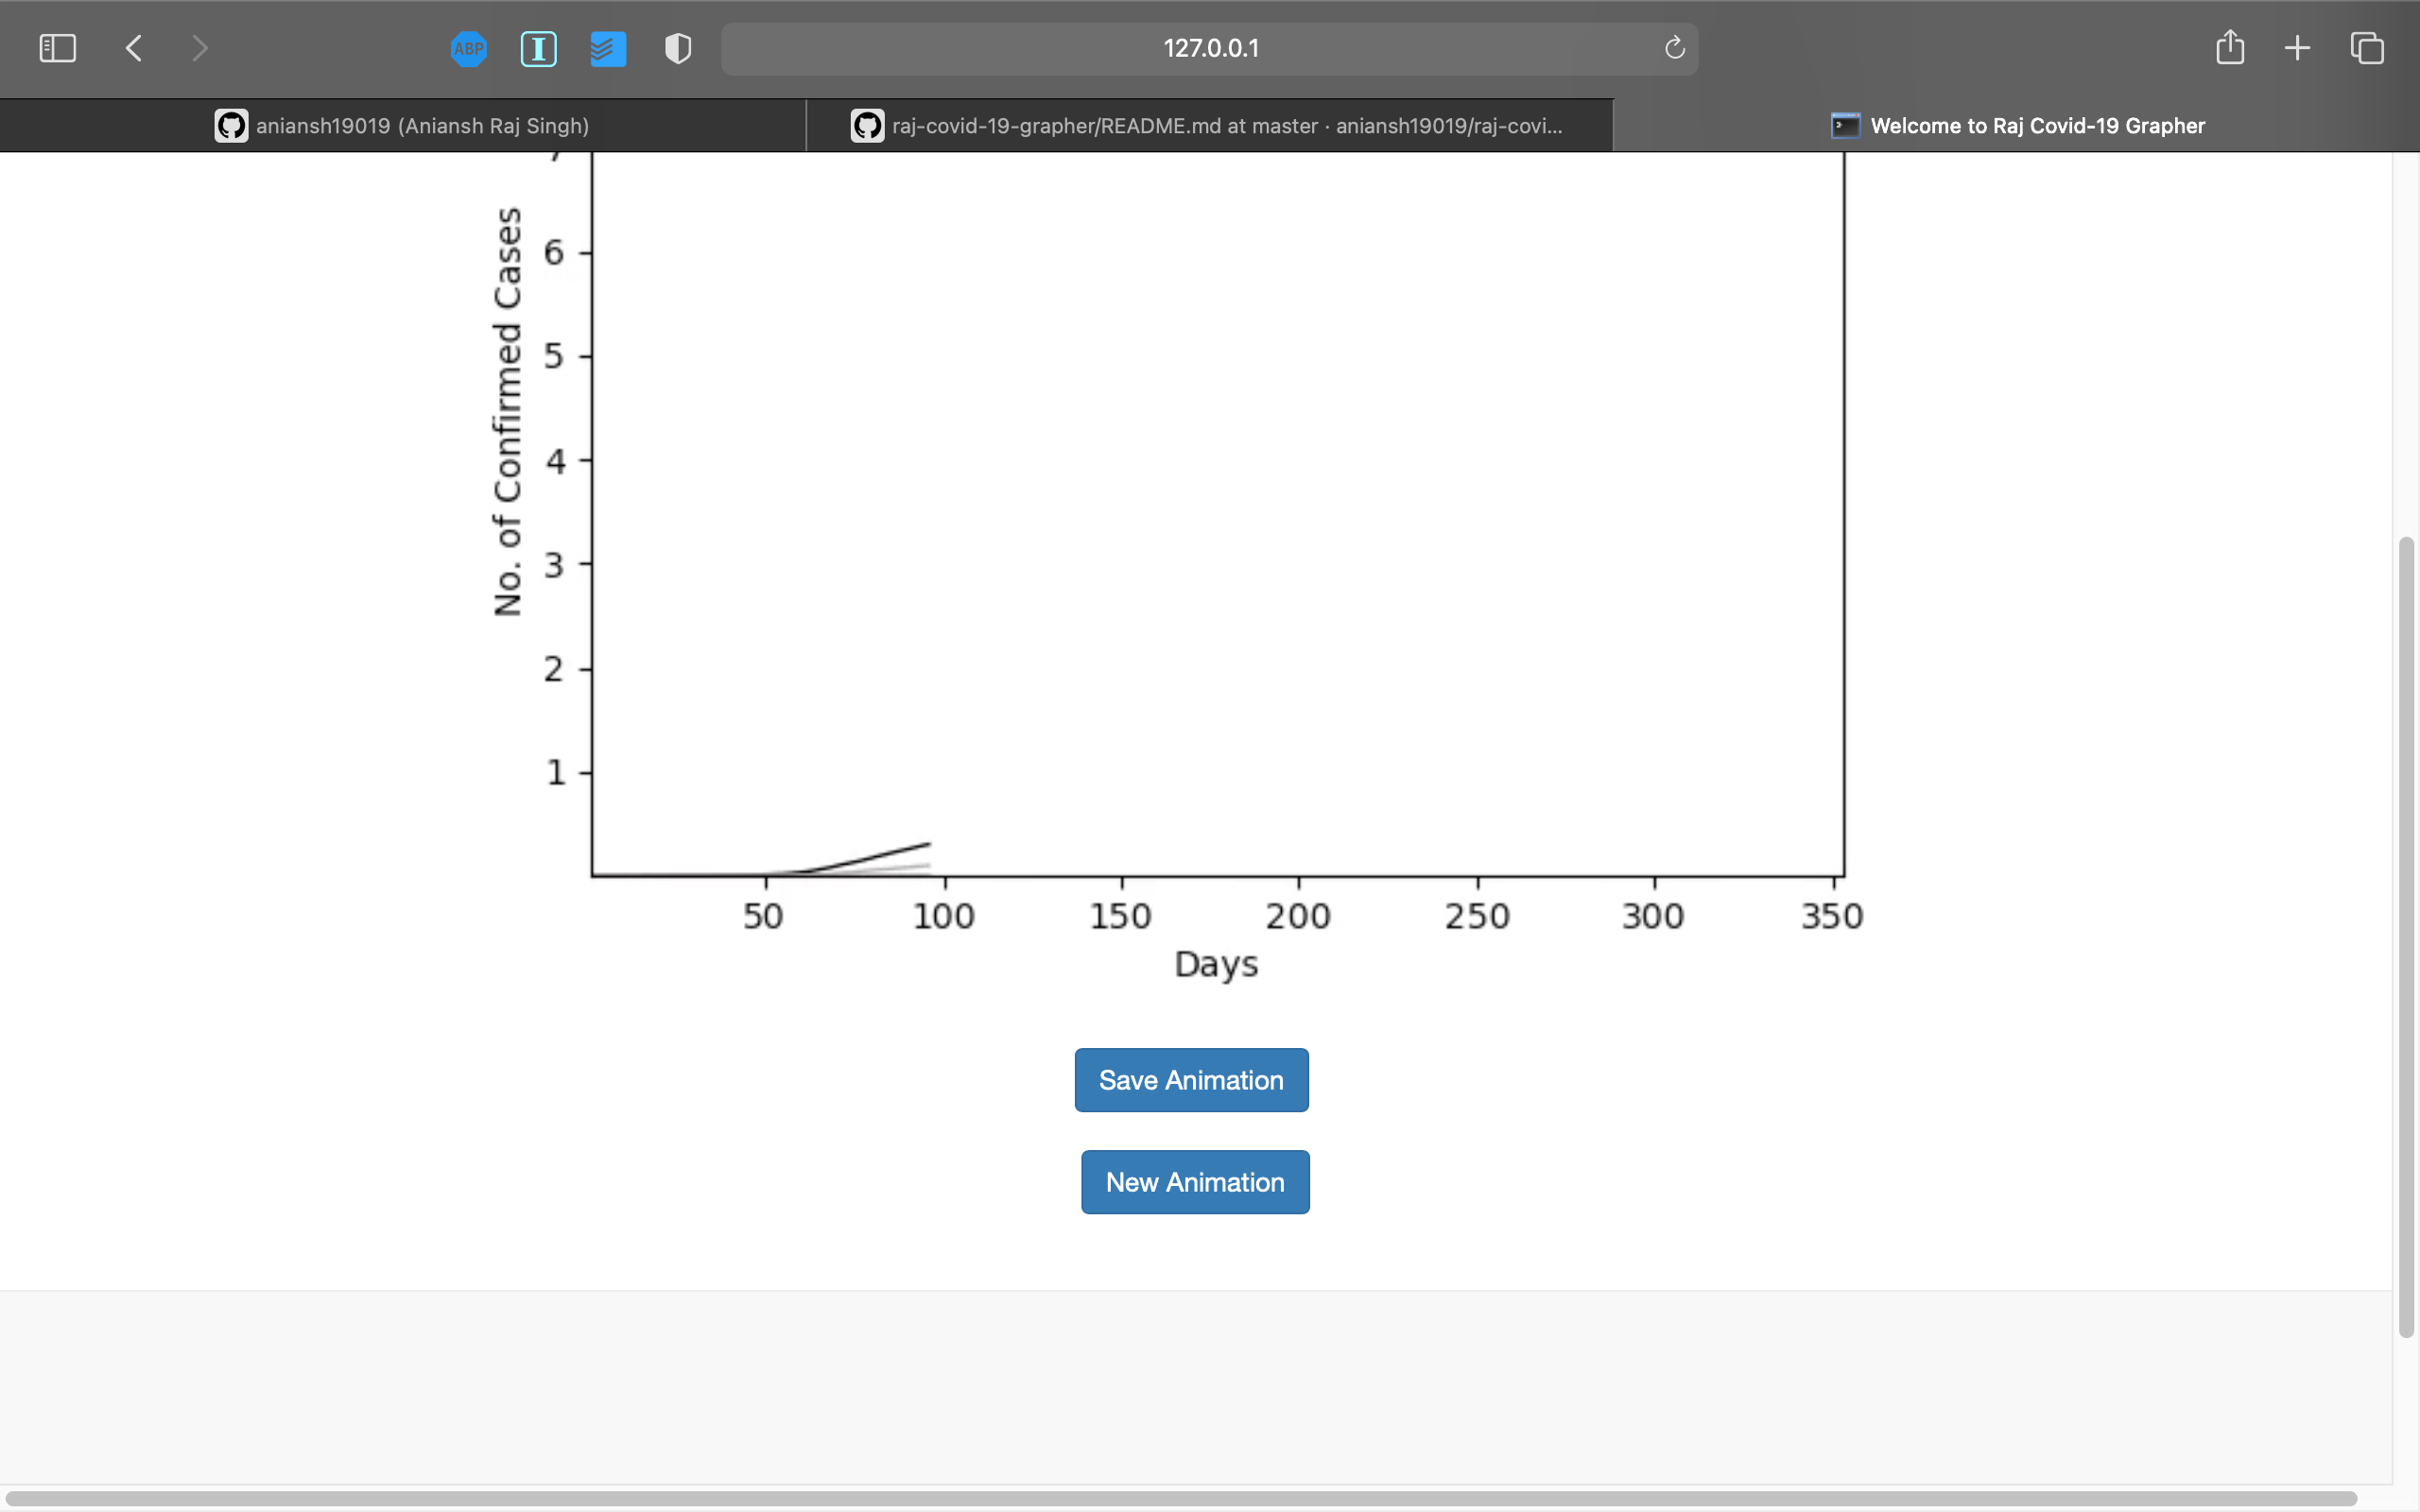 127.0.0.1
ABP
aniansh19019 (Aniansh Raj Singh)
raj-covid-19-grapher/README.md at master · aniansh19019/raj-covi...
Welcome to Raj Covid-19 Grapher
No. of Confirmed Cases
6
5
4
3
2
1
50 100 150 200 250 300 350
Days
Save Animation
New Animation